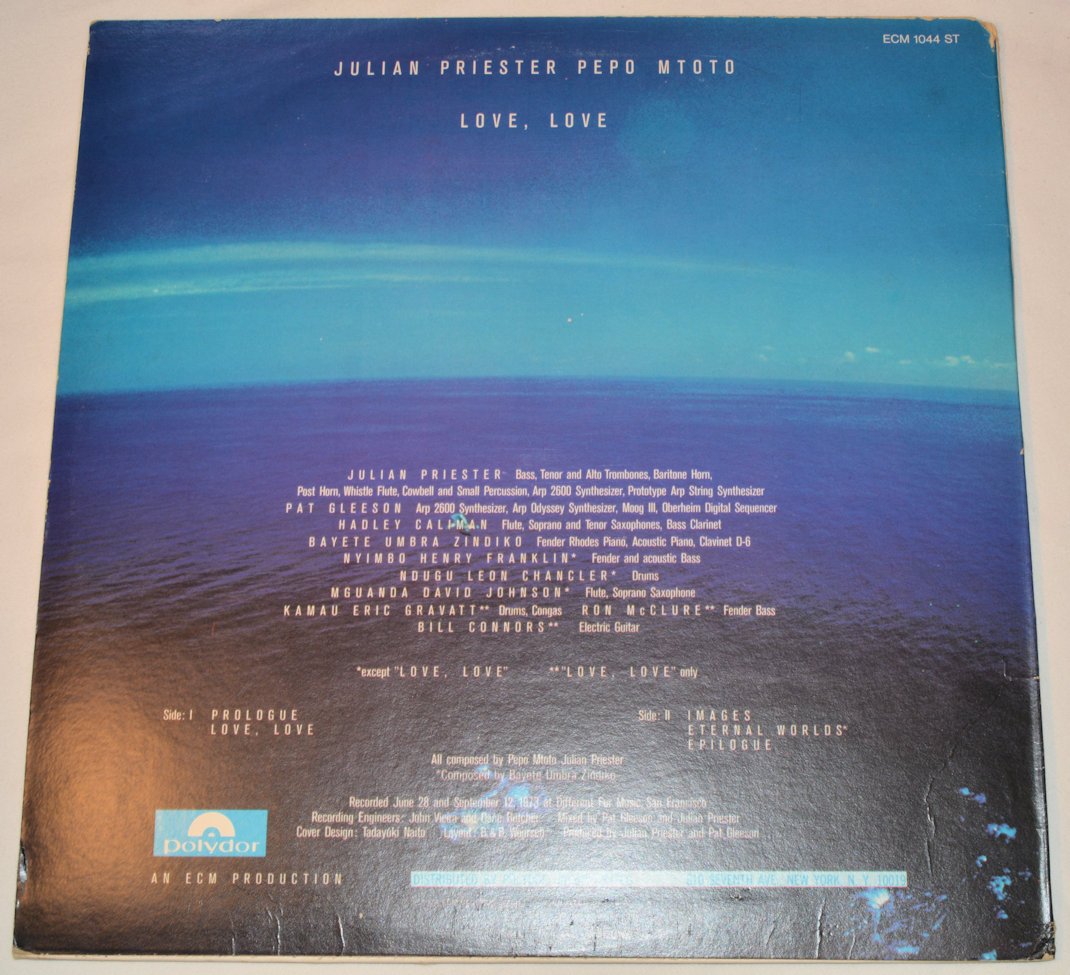 ECM 1044 ST
JULIAN PRIESTER PEPO MTOTO
LOVE, LOVE
JULIAN PRIESTER Bass, Tenor and Alto Trombones, Baritone Horn,
Post Horn, Whistle Flute, Cowbell and Small Percussion, Arp 2600 Synthesizer, Prototype Arp String Synthesizer
PAT GLEESON Arp 2600 Synthesizer, Arp Odyssey Synthesizer, Moog III, Oberheim Digital Sequencer
HADLEY CALIMAN Flute, Soprano and Tenor Saxophones, Bass Clarinet
BAYETE UMBRA ZINDIKO Fender Rhodes Piano, Acoustic Piano, Clavinet D-6
NYIMBO HENRY FRANKLIN* Fender and acoustic Bass
NDUGU LEON CHANCLER* Drums
MGUANDA DAVID JOHNSON* Flute, Soprano Saxophone
KAMAU ERIC GRAVATT** Drums, Congas RON McCLURE** Fender Bass
BILL CONNORS** Electric Guitar
*except "LOVE, LOVE" **"LOVE, LOVE" only
Side: I PROLOGUE
LOVE, LOVE
Side: II IMAGES
ETERNAL WORLDS*
EPILOGUE
All composed by Pepo Mtoto Julian Priester
*Composed by Bayete Umbra Zindiko
Recorded June 28 and September 12, 1973 at Different Fur Music, San Francisco
Recording Engineers: John Vieira and Dane Butcher Mixed by Pat Gleeson and Julian Priester
Cover Design: Tadayuki Naito Layout: B & B Wojirsch Produced by Julian Priester and Pat Gleeson
polydor
AN ECM PRODUCTION
DISTRIBUTED BY 810 SEVENTH AVE. NEW YORK N.Y. 10019